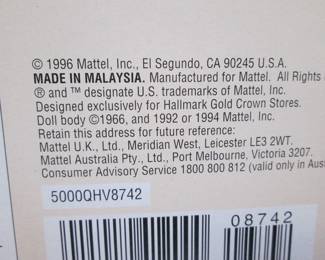 © 1996 Mattel, Inc., El Segundo, CA 90245 U.S.A.
MADE IN MALAYSIA. Manufactured for Mattel. All Rights
® and ™ designate U.S. trademarks of Mattel, Inc.
Designed exclusively for Hallmark Gold Crown Stores.
Doll body ©1966, and 1992 or 1994 Mattel, Inc.
Retain this address for future reference:
Mattel U.K., Ltd., Meridian West, Leicester LE3 2WT.
Mattel Australia Pty., Ltd., Port Melbourne, Victoria 3207.
Consumer Advisory Service 1800 800 812 (valid only in Aus
5000QHV8742
08742